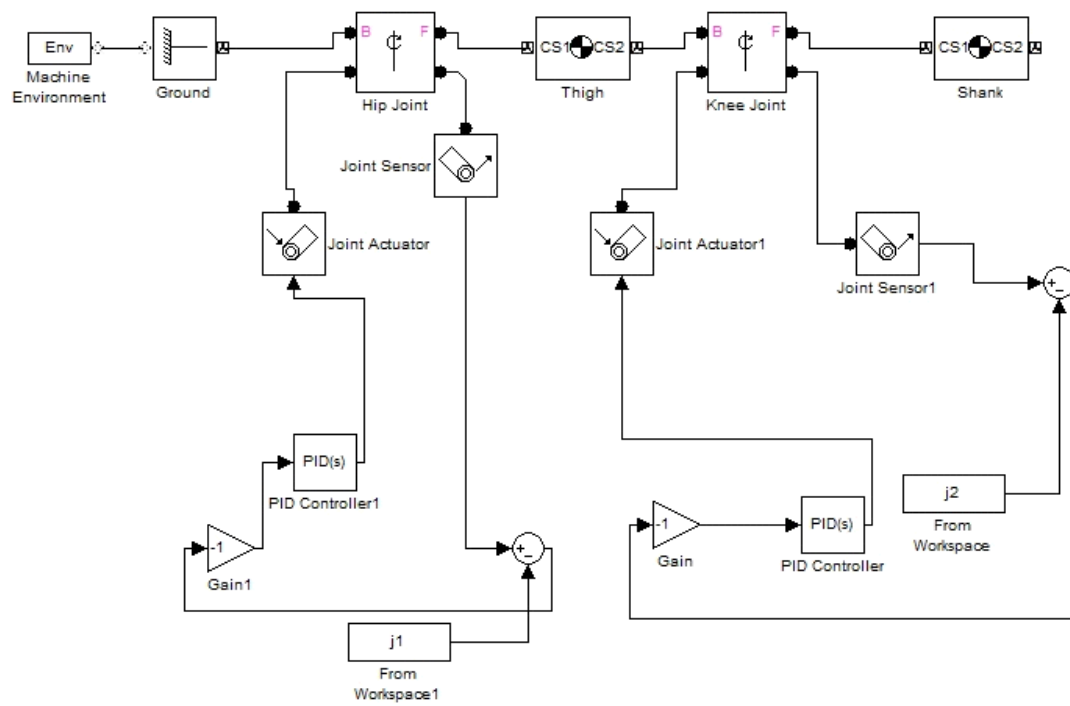 Env
Machine
Environment
Ground
B
F
Hip Joint
CS1
CS2
Thigh
B
F
Knee Joint
CS1
CS2
Shank
Joint Sensor
Joint Actuator
Joint Actuator1
Joint Sensor1
+
-
PID(s)
PID Controller1
-1
Gain1
+
-
j1
From
Workspace1
-1
Gain
PID(s)
PID Controller
j2
From
Workspace